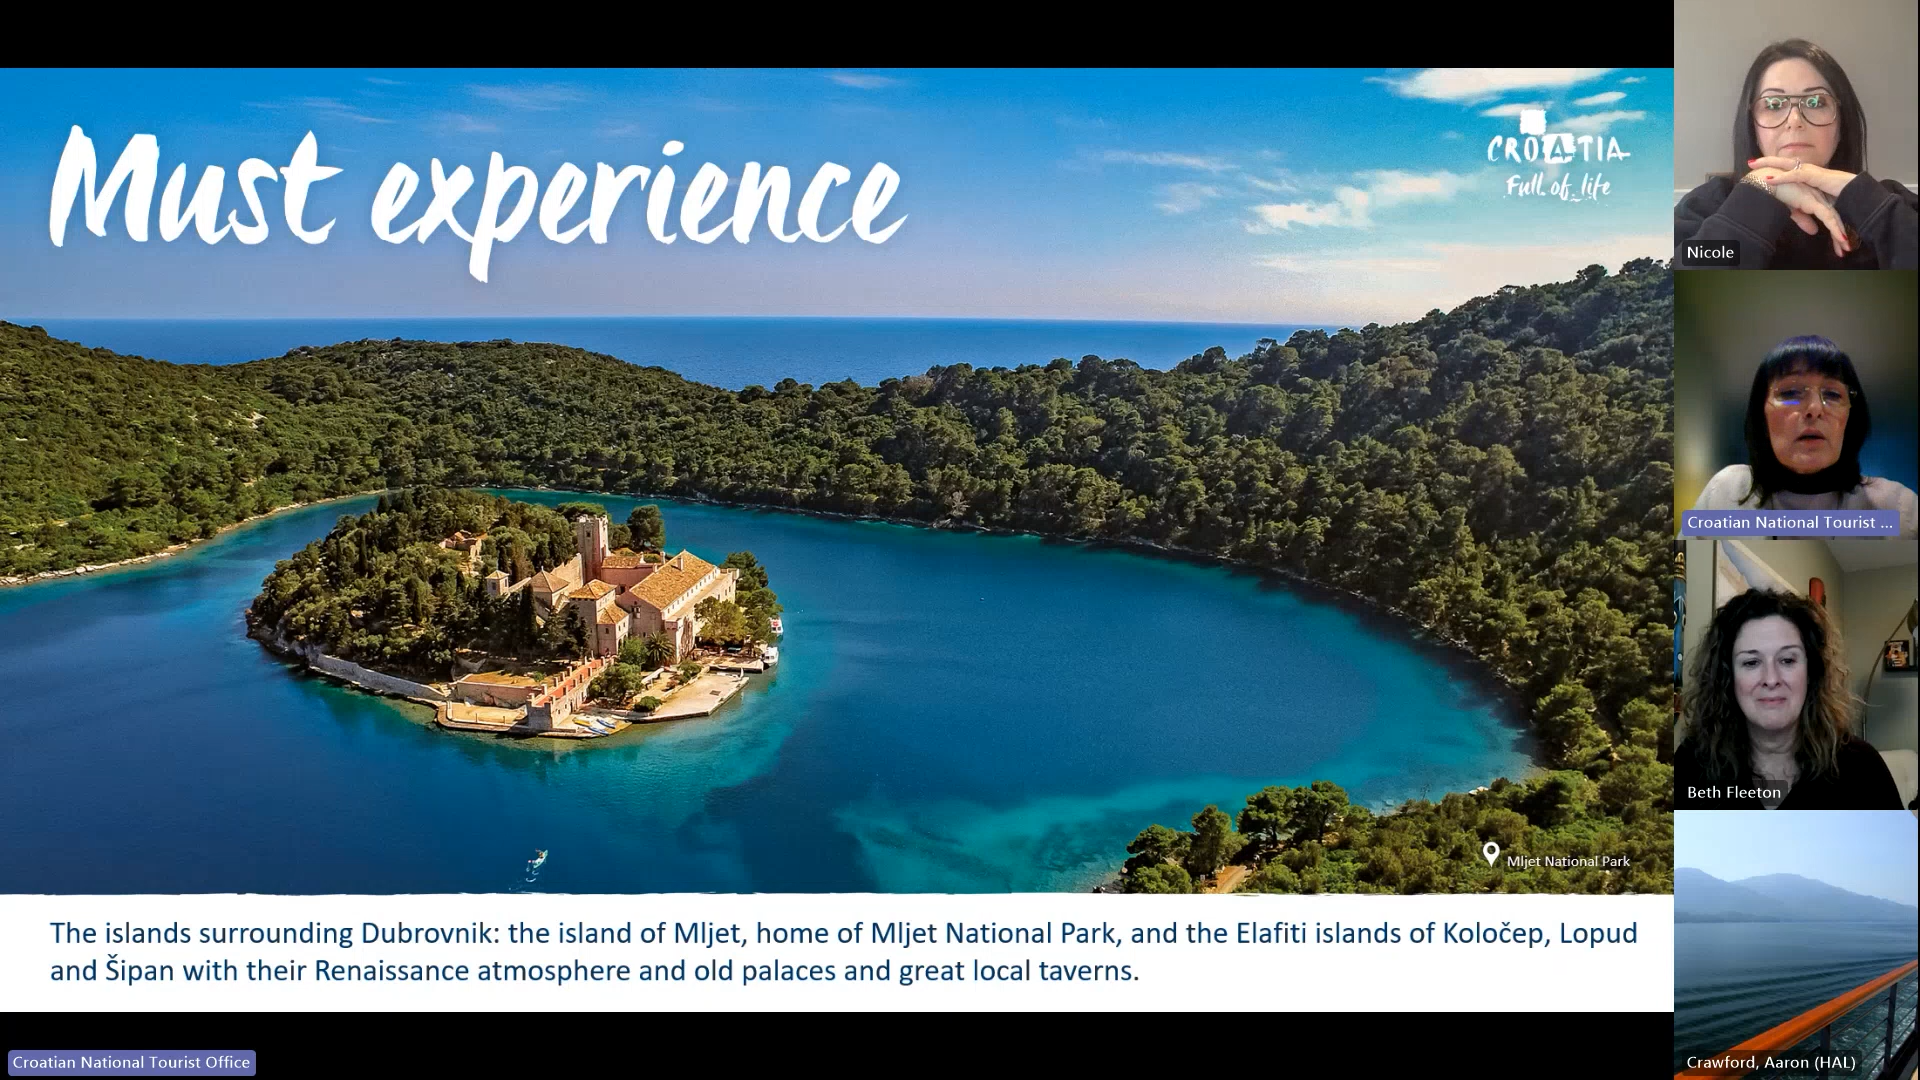 Must experience
CROATIA
Full of life
Mljet National Park
The islands surrounding Dubrovnik: the island of Mljet, home of Mljet National Park, and the Elafiti islands of Koločep, Lopud
and Šipan with their Renaissance atmosphere and old palaces and great local taverns.
Croatian National Tourist Office
Nicole
Croatian National Tourist ...
Beth Fleeton
Crawford, Aaron (HAL)